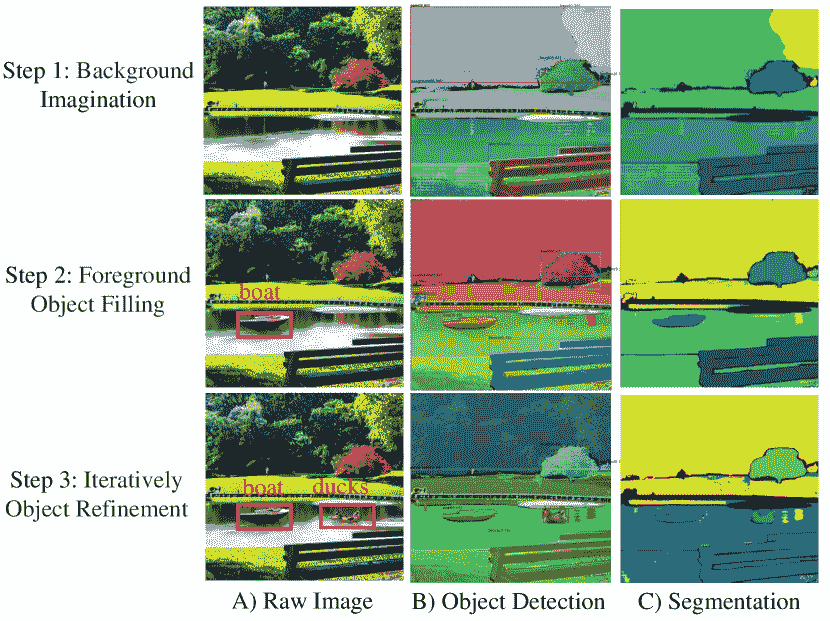 Step 1: Background
Imagination
Step 2: Foreground
Object Filling
boat
Step 3: Iteratively
Object Refinement
boat
ducks
A) Raw Image
B) Object Detection
C) Segmentation